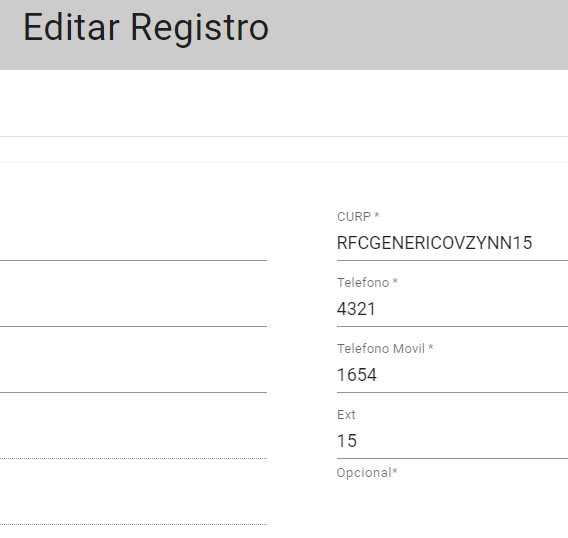 Editar Registro
CURP *
RFCGENERICOVZYNN15
Telefono *
4321
Telefono Movil *
1654
Ext
15
Opcional*